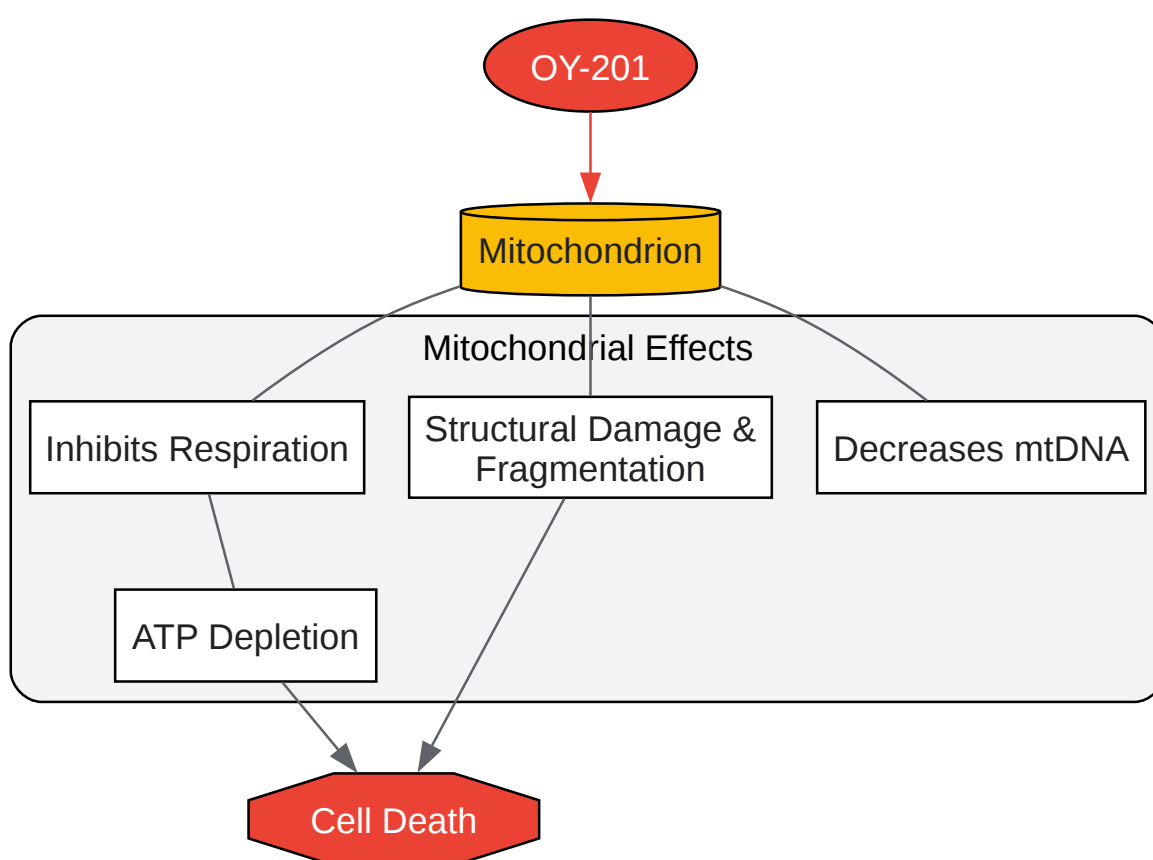 OY-201
Mitochondrion
Mitochondrial Effects
Inhibits Respiration
Structural Damage &
Fragmentation
Decreases mtDNA
ATP Depletion
Cell Death